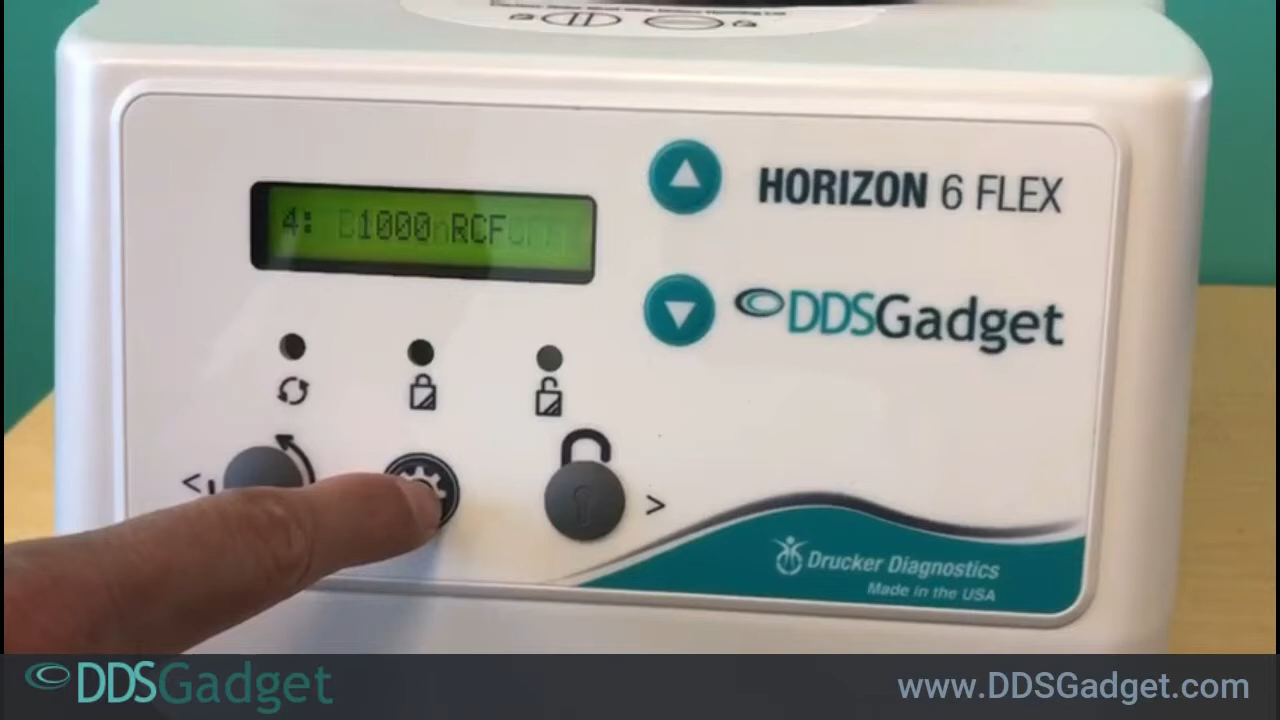 4: 1000 RCF
HORIZON 6 FLEX
DDSGadget
<
>
Drucker Diagnostics
Made in the USA
DDSGadget
www.DDSGadget.com